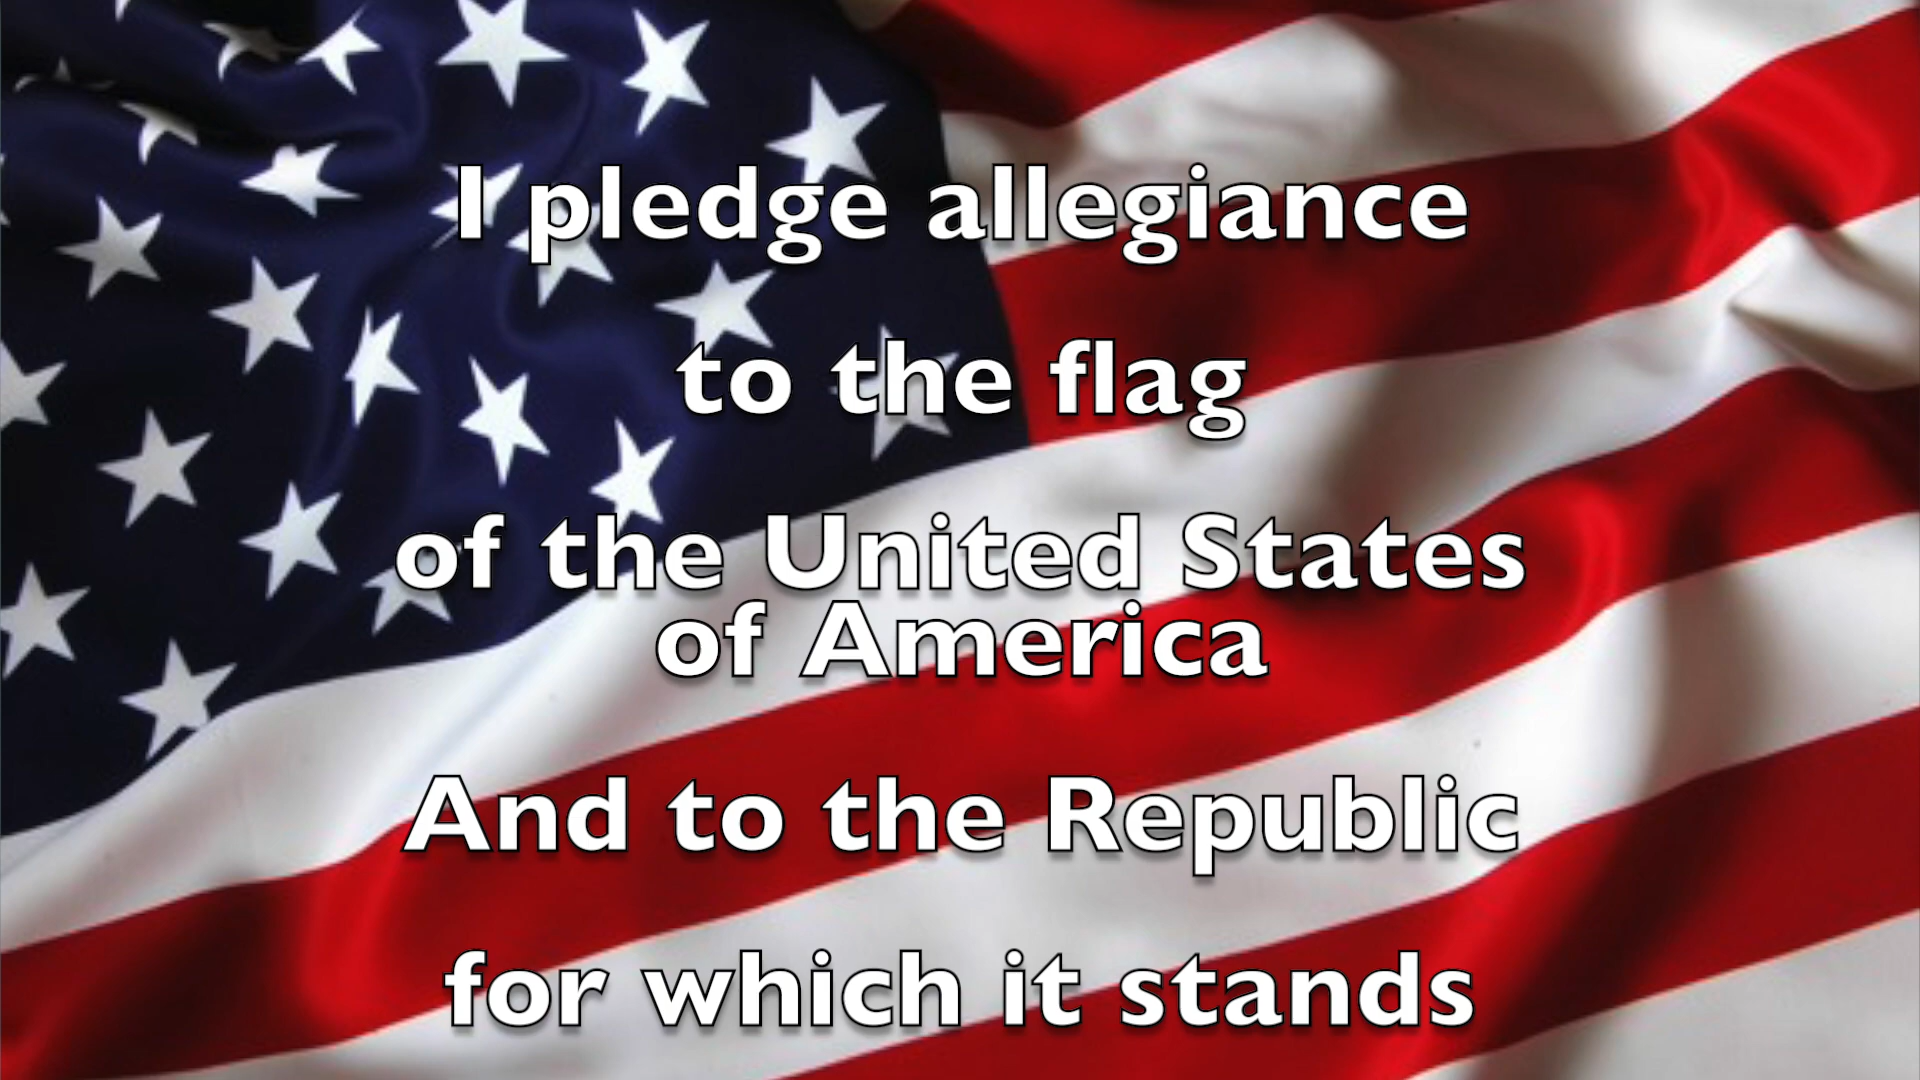 I pledge allegiance
to the flag
of the United States
of America
And to the Republic
for which it stands